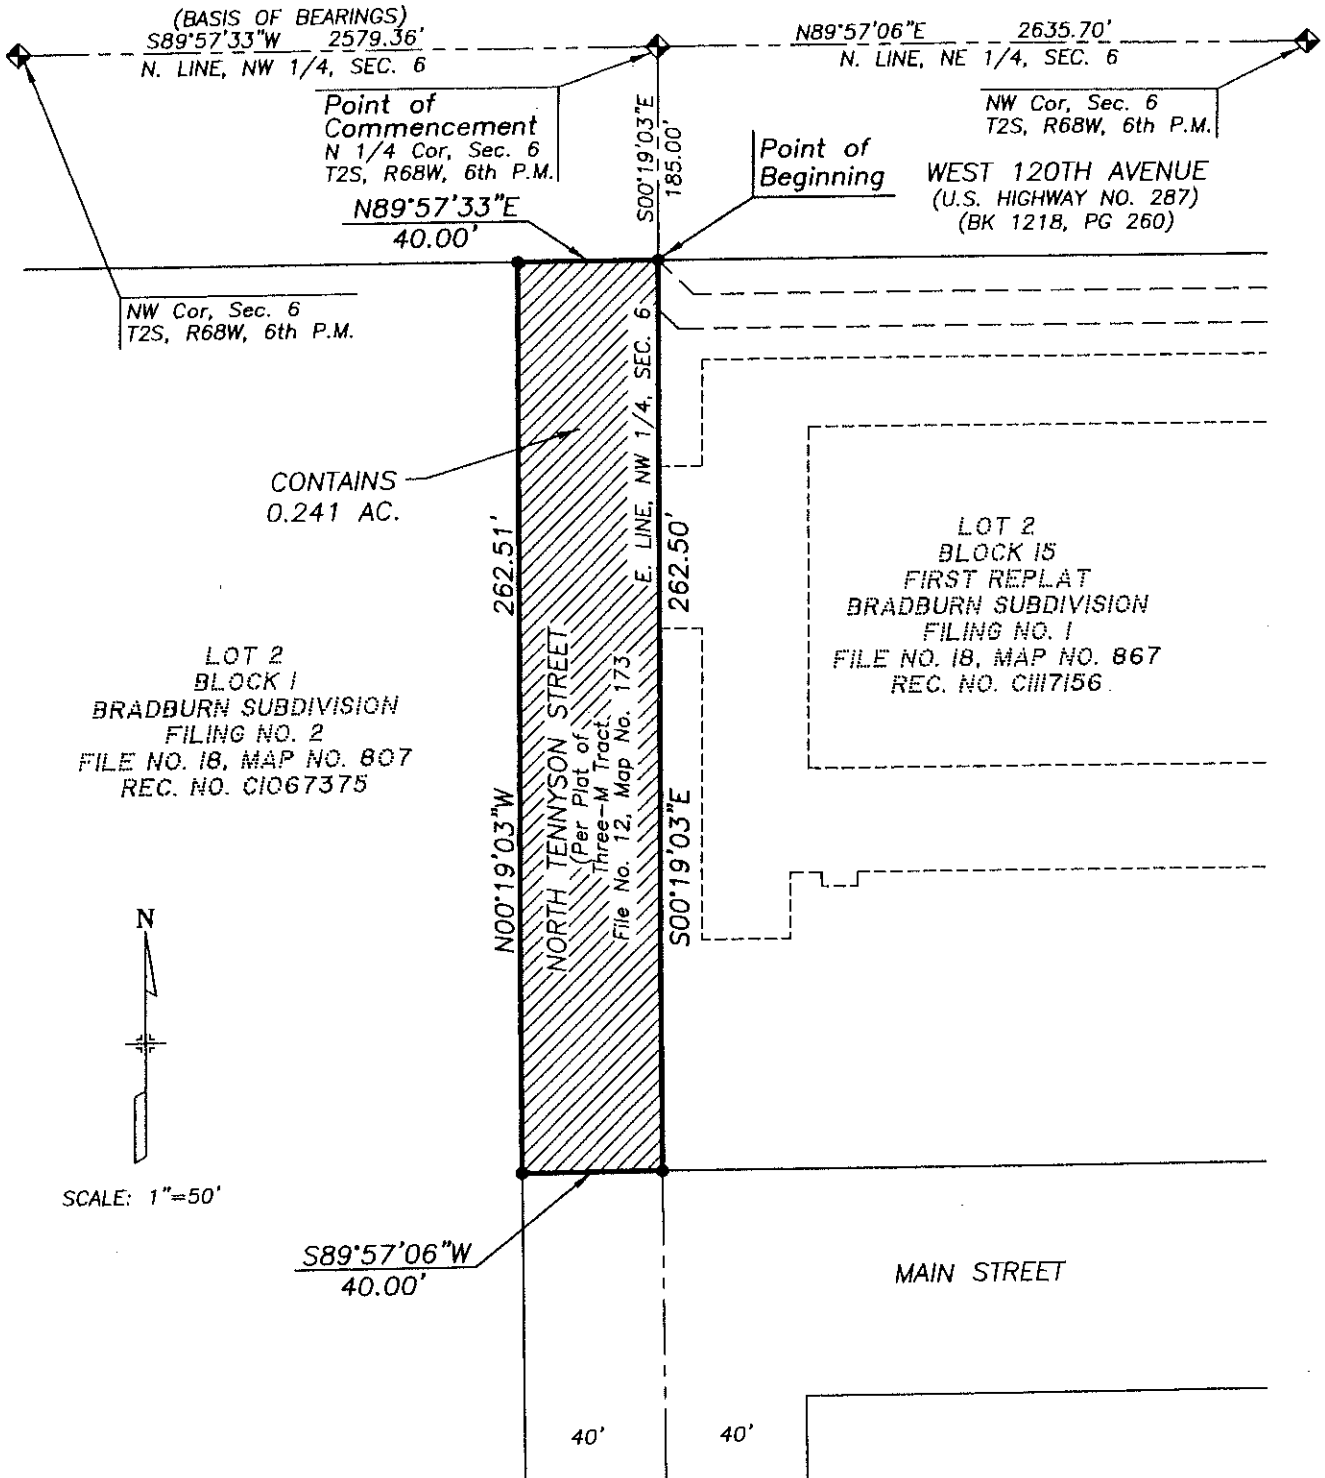 (BASIS OF BEARINGS)
S89°57'33"W 2579.36'
N. LINE, NW 1/4, SEC. 6
N89°57'06"E 2635.70'
N. LINE, NE 1/4, SEC. 6
Point of
Commencement
N 1/4 Cor, Sec. 6
T2S, R68W, 6th P.M.
S00°19'03"E
185.00'
NW Cor, Sec. 6
T2S, R68W, 6th P.M.
Point of
Beginning
WEST 120TH AVENUE
(U.S. HIGHWAY NO. 287)
(BK 1218, PG 260)
N89°57'33"E
40.00'
NW Cor, Sec. 6
T2S, R68W, 6th P.M.
CONTAINS
0.241 AC.
E. LINE, NW 1/4, SEC. 6
262.51'
262.50'
N00°19'03"W
S00°19'03"E
NORTH TENNYSON STREET
(Per Plat of
Three-M Tract.
File No. 12, Map No. 173
LOT 2
BLOCK 15
FIRST REPLAT
BRADBURN SUBDIVISION
FILING NO. 1
FILE NO. 18, MAP NO. 867
REC. NO. C1117156
LOT 2
BLOCK 1
BRADBURN SUBDIVISION
FILING NO. 2
FILE NO. 18, MAP NO. 807
REC. NO. C1067375
N
SCALE: 1"=50'
S89°57'06"W
40.00'
MAIN STREET
40'
40'